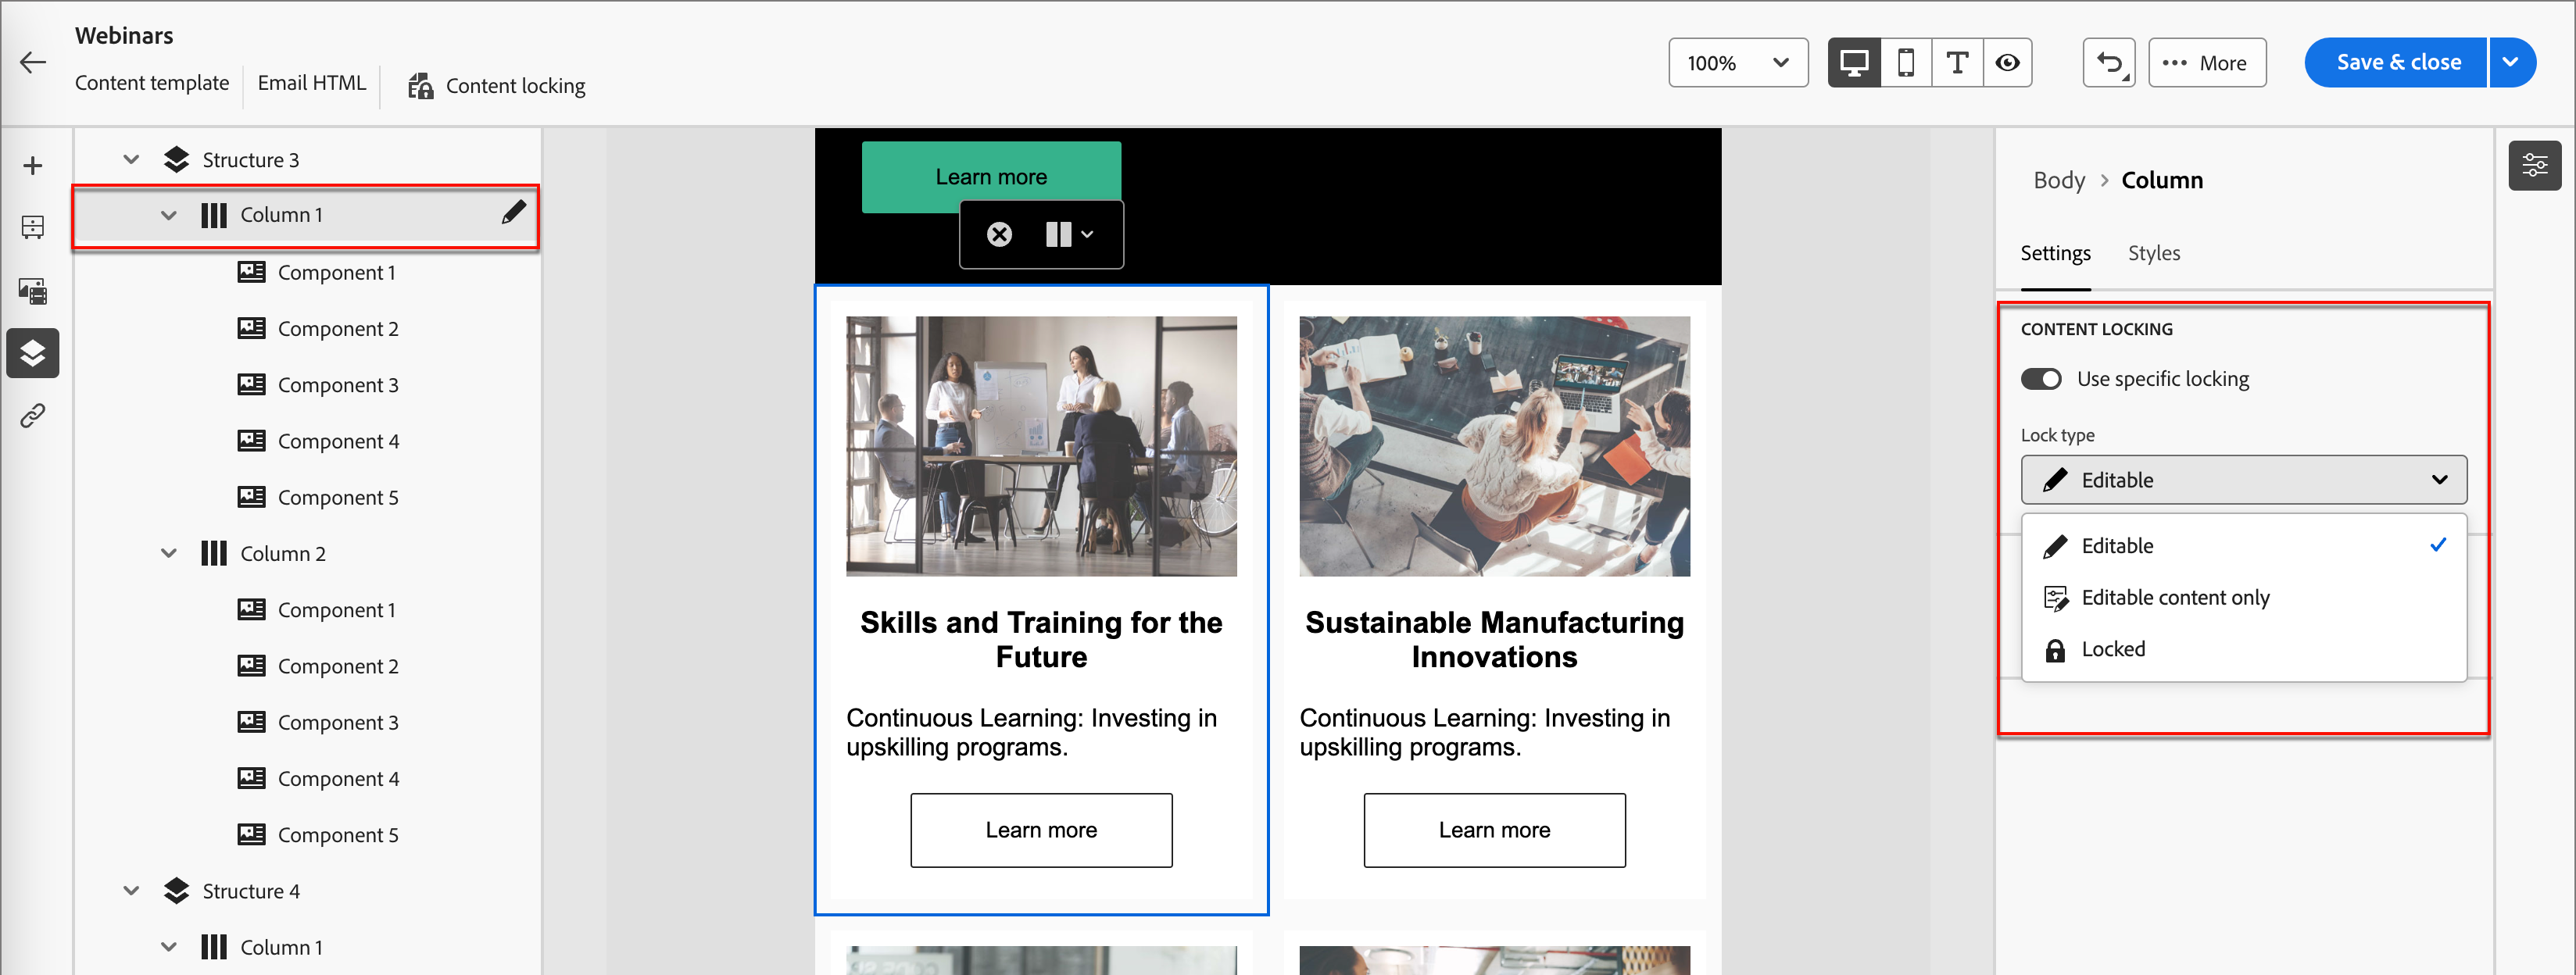 Webinars
Content template
Email HTML
Content locking
100%
More
Save & close
Structure 3
Column 1
Component 1
Component 2
Component 3
Component 4
Component 5
Column 2
Component 1
Component 2
Component 3
Component 4
Component 5
Structure 4
Column 1
Learn more
Skills and Training for the
Future
Continuous Learning: Investing in
upskilling programs.
Learn more
Sustainable Manufacturing
Innovations
Continuous Learning: Investing in
upskilling programs.
Learn more
Body > Column
Settings
Styles
CONTENT LOCKING
Use specific locking
Lock type
Editable
Editable
Editable content only
Locked